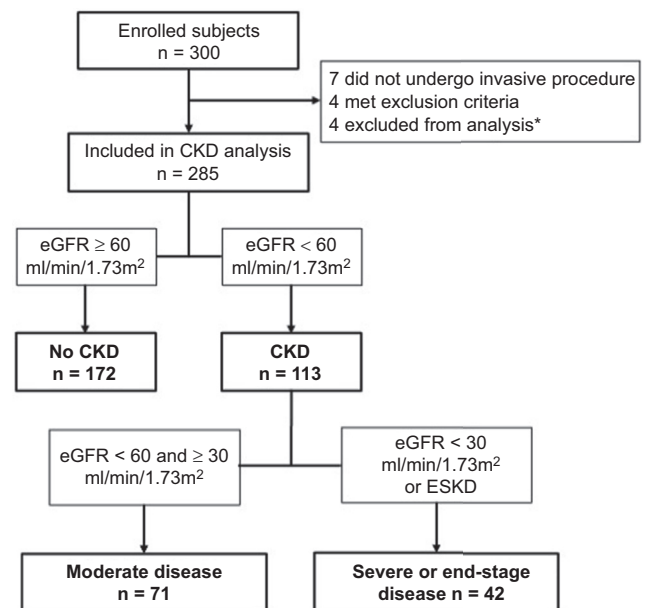 Enrolled subjects
n = 300
7 did not undergo invasive procedure
4 met exclusion criteria
4 excluded from analysis*
Included in CKD analysis
n = 285
eGFR ≥ 60
ml/min/1.73m²
eGFR < 60
ml/min/1.73m²
No CKD
n = 172
CKD
n = 113
eGFR < 60 and ≥ 30
ml/min/1.73m²
eGFR < 30
ml/min/1.73m²
or ESKD
Moderate disease
n = 71
Severe or end-stage
disease n = 42